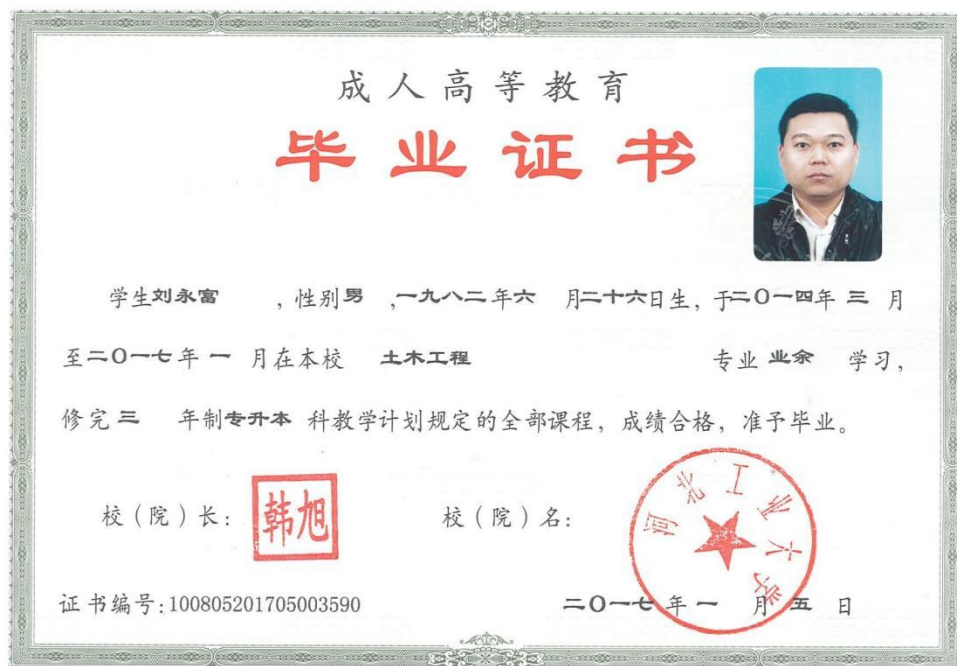 成人高等教育
毕业证书
学生刘永富 , 性别男 ,一九八二年六 月二十六日生, 于二〇一四年 三 月
至二〇一七年 一 月在本校 土木工程 专业 业余 学习,
修完 三 年制专升本 科教学计划规定的全部课程, 成绩合格, 准予毕业。
校（院）长: 韩旭 校（院）名: 河北工业大学
证书编号:100805201705003590 二〇一七 年 一 月 五 日